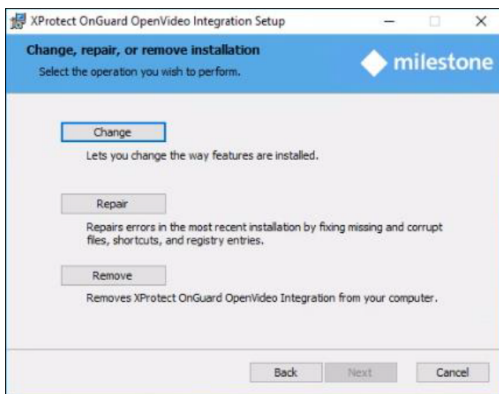 XProtect OnGuard OpenVideo Integration Setup
Change, repair, or remove installation
Select the operation you wish to perform.
milestone
Change
Lets you change the way features are installed.
Repair
Repairs errors in the most recent installation by fixing missing and corrupt
files, shortcuts, and registry entries.
Remove
Removes XProtect OnGuard OpenVideo Integration from your computer.
Back Next Cancel